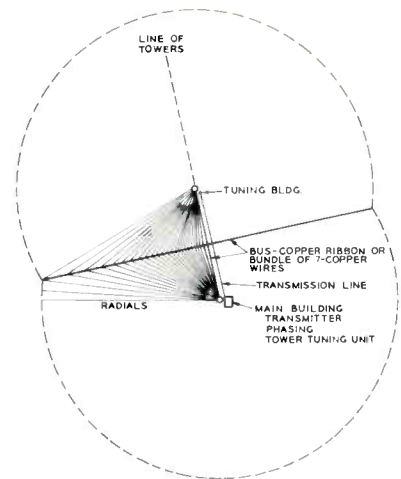 LINE OF
TOWERS
TUNING BLDG.
BUS-COPPER RIBBON OR
BUNDLE OF 7-COPPER
WIRES
TRANSMISSION LINE
RADIALS
MAIN BUILDING
TRANSMITTER
PHASING
TOWER TUNING UNIT